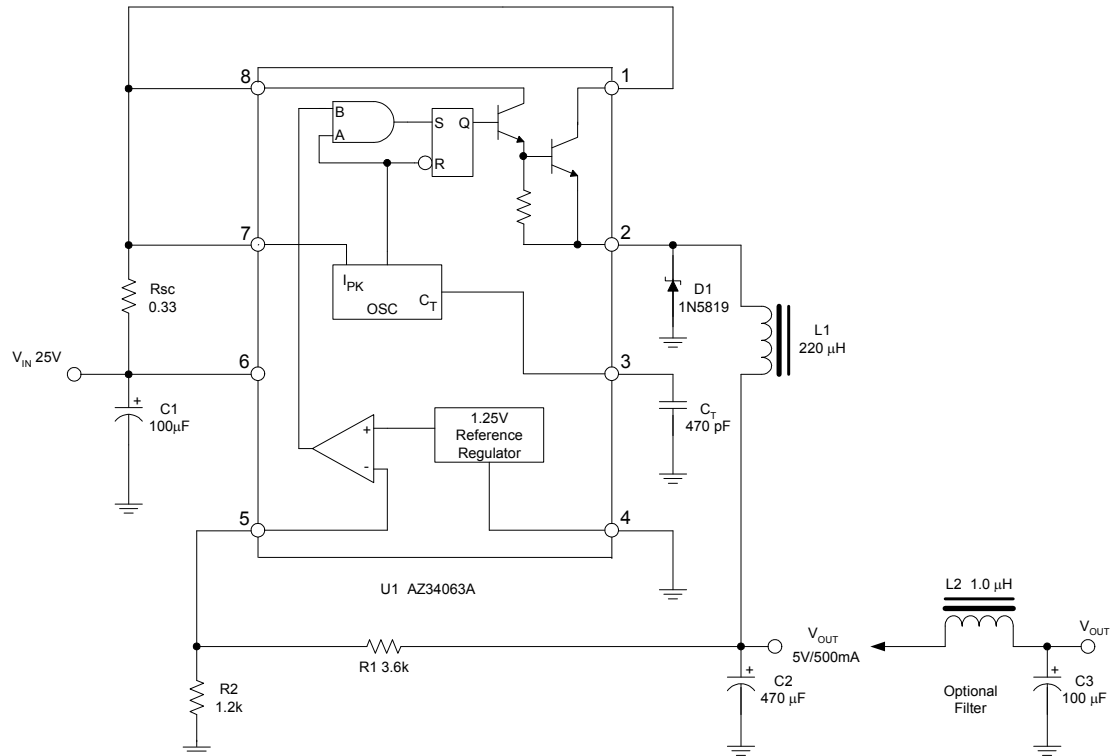 8
1
B
A
S
Q
R
7
2
I_PK
OSC
C_T
Rsc
0.33
D1
1N5819
L1
220 μH
V_IN 25V
6
3
+
C1
100μF
C_T
470 pF
1.25V
Reference
Regulator
+
-
5
4
U1 AZ34063A
L2 1.0 μH
V_OUT
5V/500mA
V_OUT
R1 3.6k
R2
1.2k
+
C2
470 μF
Optional
Filter
+
C3
100 μF